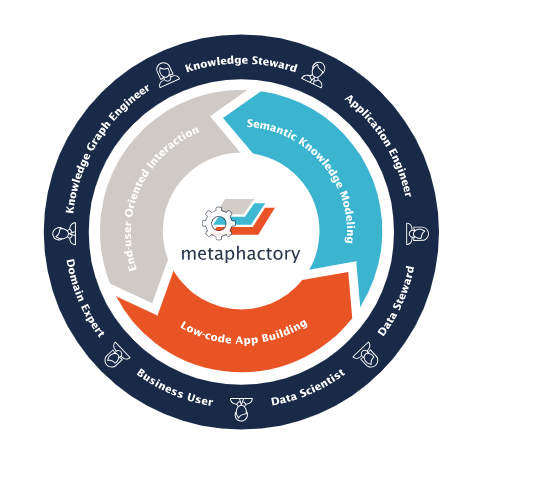 Knowledge Steward
Application Engineer
Data Steward
Data Scientist
Business User
Domain Expert
Knowledge Graph Engineer
Semantic Knowledge Modeling
Low-code App Building
End-user Oriented Interaction
metaphactory